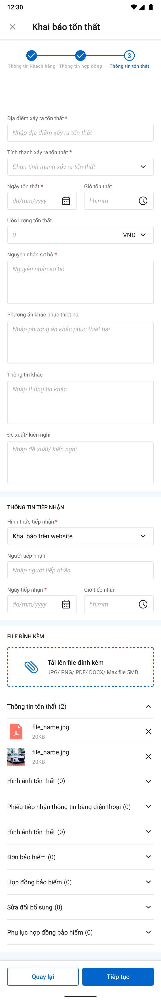 12:30
Khai báo tổn thất
3
Thông tin khách hàng Thông tin hợp đồng Thông tin tổn thất
Địa điểm xảy ra tổn thất *
Nhập địa điểm xảy ra tổn thất
Tỉnh thành xảy ra tổn thất *
Chọn tỉnh thành xảy ra tổn thất
Ngày tổn thất * Giờ tổn thất
dd/mm/yyyy hh:mm
Ước lượng tổn thất
0 VND
Nguyên nhân sơ bộ *
Nguyên nhân sơ bộ
Phương án khắc phục thiệt hại
Nhập phương án khắc phục thiệt hại
Thông tin khác
Nhập thông tin khác
Đề xuất/ kiên nghị
Nhập đề xuất/ kiến nghị
THÔNG TIN TIẾP NHẬN
Hình thức tiếp nhận *
Khai báo trên website
Người tiếp nhận
Nhập người tiếp nhận
Ngày tiếp nhận * Giờ tiếp nhận
dd/mm/yyyy hh:mm
FILE ĐÍNH KÈM
Tải lên file đính kèm
JPG/ PNG/ PDF/ DOCX/ Max file 5MB
Thông tin tổn thất (2)
file_name.jpg
20KB
file_name.jpg
20KB
Hình ảnh tổn thất (0)
Phiếu tiếp nhận thông tin bằng điện thoại (0)
Hình ảnh tổn thất (0)
Đơn bảo hiểm (0)
Hợp đồng bảo hiểm (0)
Sửa đổi bổ sung (0)
Phụ lục hợp đồng bảo hiểm (0)
Quay lại Tiếp tục